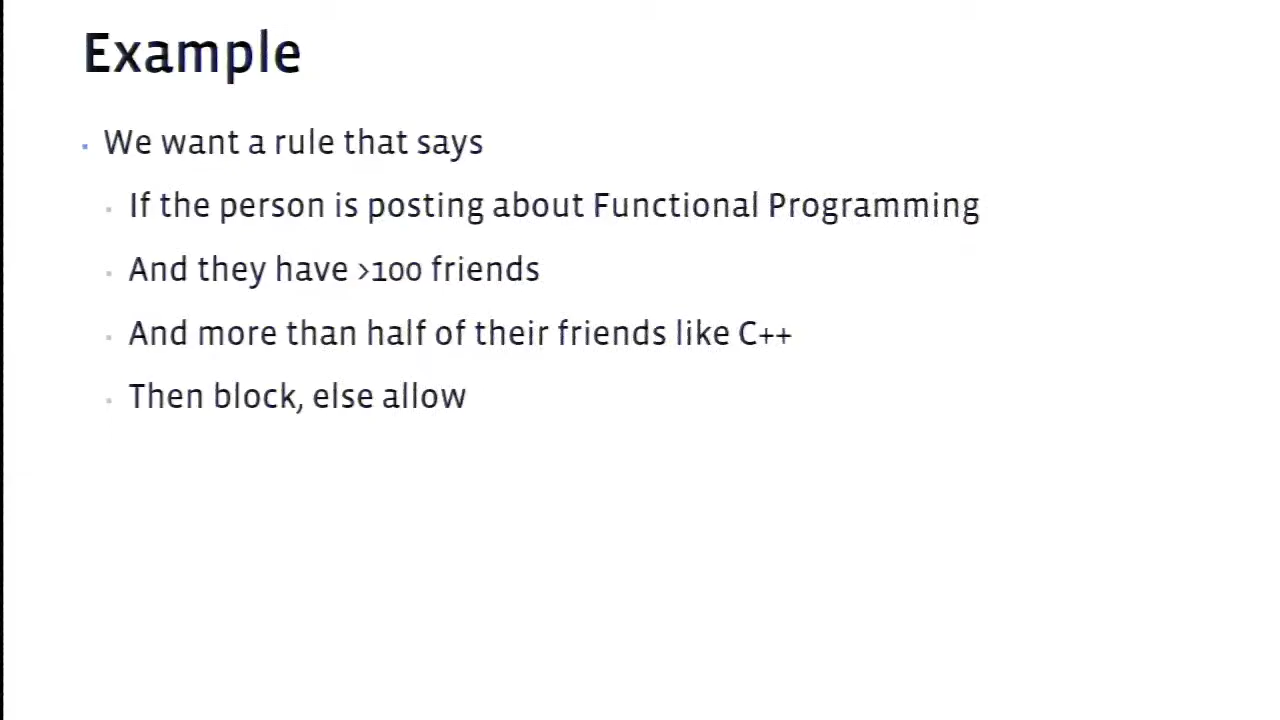 Example
We want a rule that says
If the person is posting about Functional Programming
And they have >100 friends
And more than half of their friends like C++
Then block, else allow